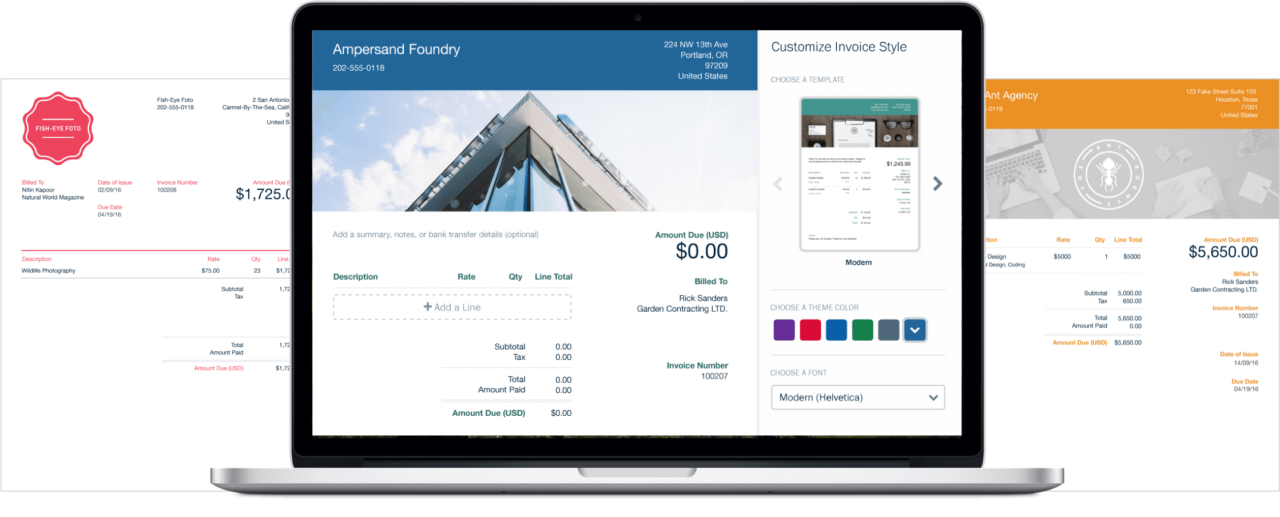 FISH-EYE FOTO
Fish-Eye Foto
202-555-0118
2 San Antonio
Carmel-By-The-Sea,
United S
Billed To
Nitin Kapoor
Natural World Magazine
Date of Issue
02/09/16
Due Date
04/19/16
Invoice Number
100208
Amount Due
$1,725.0
Description Rate Qty Line
Wildlife Photography $75.00 23 $1,72
Subtotal 1,72
Tax
Total 1,72
Amount Paid
Amount Due (USD) $1,72
Ampersand Foundry
202-555-0118
224 NW 13th Ave
Portland, OR
97209
United States
Add a summary, notes, or bank transfer details (optional)
Amount Due (USD)
$0.00
Description Rate Qty Line Total
+ Add a Line
Billed To
Rick Sanders
Garden Contracting LTD.
Subtotal 0.00
Tax 0.00
Total 0.00
Amount Paid 0.00
Amount Due (USD) $0.00
Invoice Number
100207
Customize Invoice Style
CHOOSE A TEMPLATE
$1,243.00
Modern
CHOOSE A THEME COLOR
CHOOSE A FONT
Modern (Helvetica)
Ant Agency
-0118
123 Fake Street Suite 103
Houston, Texas
77001
United States
ANT AGENCY
Rate Qty Line Total
Design $5000 1 $5000
Design, Coding
Subtotal 5,000.00
Tax 650.00
Total 5,650.00
Amount Paid 0.00
Amount Due (USD) $5,650.00
Amount Due (USD)
$5,650.00
Billed To
Rick Sanders
Garden Contracting LTD.
Invoice Number
100207
Date of Issue
14/09/16
Due Date
04/19/16